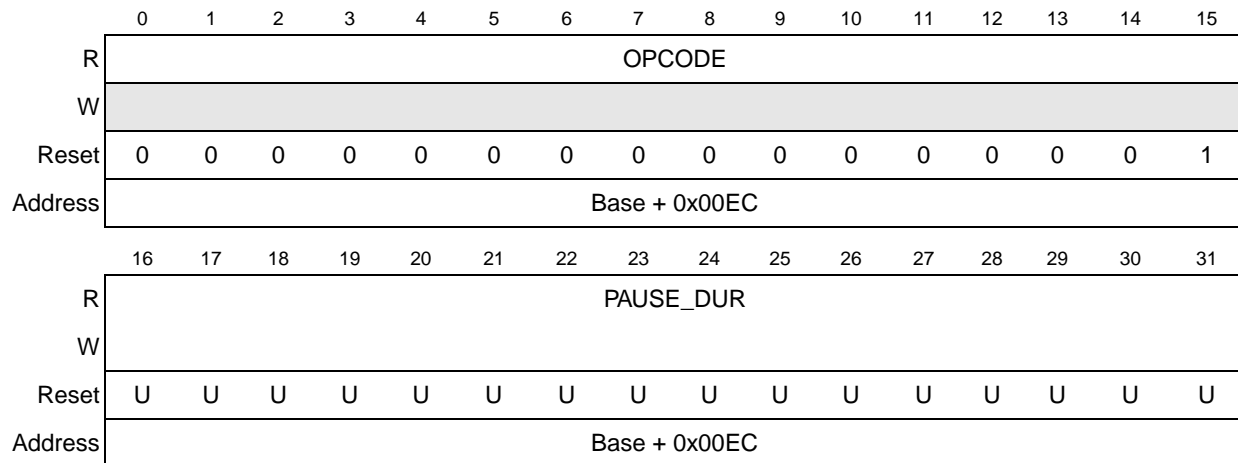 0 1 2 3 4 5 6 7 8 9 10 11 12 13 14 15
R OPCODE
W
Reset 0 0 0 0 0 0 0 0 0 0 0 0 0 0 0 1
Address Base + 0x00EC
16 17 18 19 20 21 22 23 24 25 26 27 28 29 30 31
R PAUSE_DUR
W
Reset U U U U U U U U U U U U U U U U
Address Base + 0x00EC